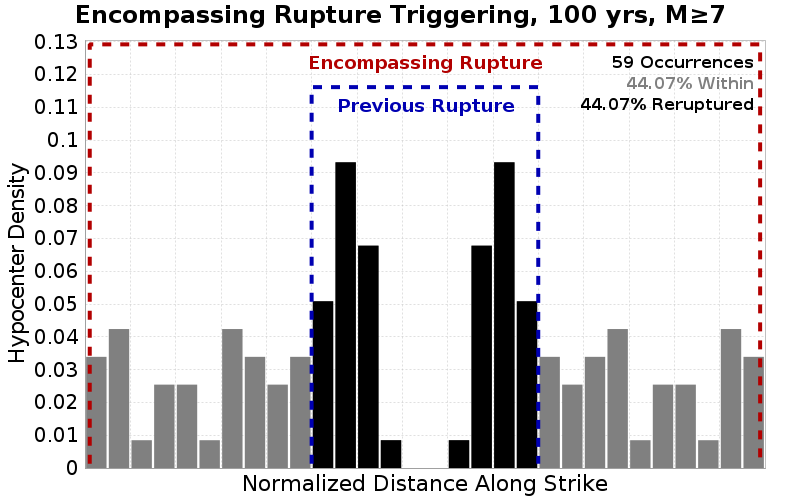 Encompassing Rupture Triggering, 100 yrs, M≥7
Encompassing Rupture
Previous Rupture
59 Occurrences
44.07% Within
44.07% Reruptured
Hypocenter Density
0.13
0.12
0.11
0.1
0.09
0.08
0.07
0.06
0.05
0.04
0.03
0.02
0.01
0
Normalized Distance Along Strike